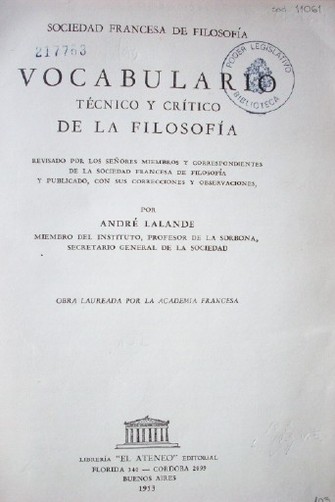 COD. 11061
SOCIEDAD FRANCESA DE FILOSOFÍA
217763
PODER LEGISLATIVO
BIBLIOTECA
VOCABULARIO
TÉCNICO Y CRÍTICO
DE LA FILOSOFÍA
REVISADO POR LOS SEÑORES MIEMBROS Y CORRESPONDIENTES
DE LA SOCIEDAD FRANCESA DE FILOSOFÍA
Y PUBLICADO, CON SUS CORRECCIONES Y OBSERVACIONES,
POR
ANDRÉ LALANDE
MIEMBRO DEL INSTITUTO, PROFESOR DE LA SORBONA,
SECRETARIO GENERAL DE LA SOCIEDAD
OBRA LAUREADA POR LA ACADEMIA FRANCESA
LIBRERÍA "EL ATENEO" EDITORIAL
FLORIDA 340 — CORDOBA 2099
BUENOS AIRES
1953